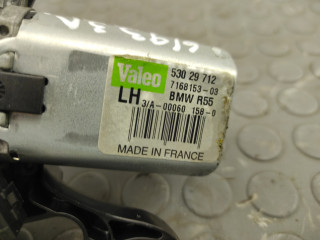 Valeo
530 29 712
7168153-03
LH
BMW R55
3/A-00060 158-0
MADE IN FRANCE